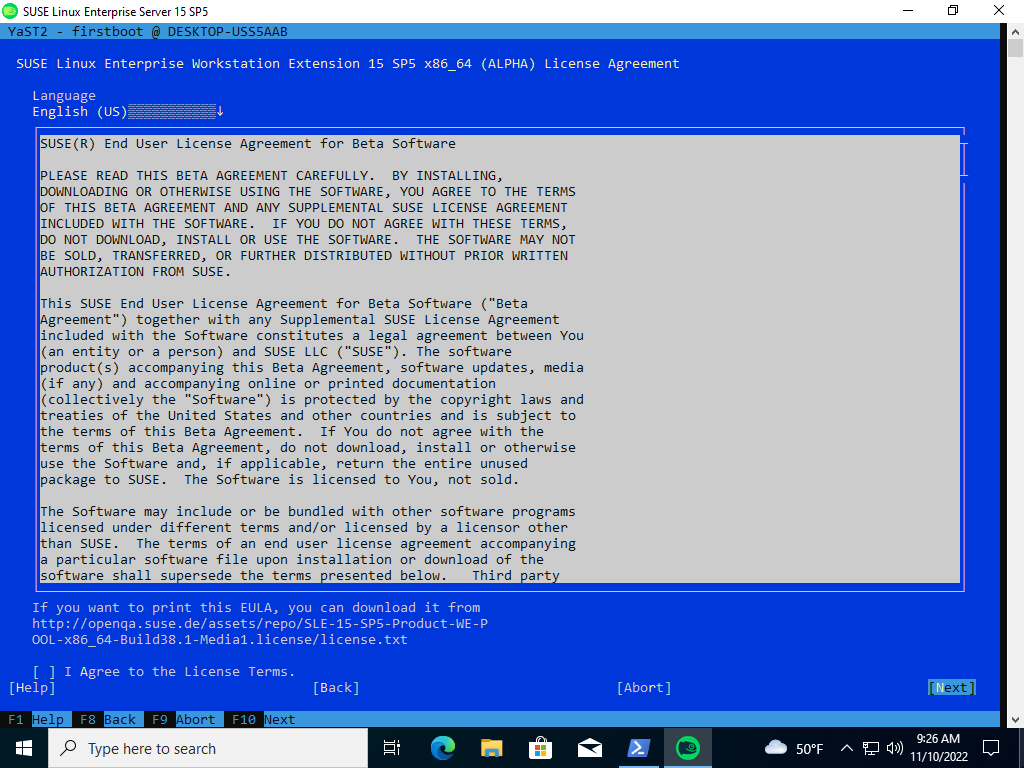 SUSE Linux Enterprise Server 15 SP5
YaST2 - firstboot @ DESKTOP-USS5AAB
SUSE Linux Enterprise Workstation Extension 15 SP5 x86_64 (ALPHA) License Agreement
Language
English (US)
SUSE(R) End User License Agreement for Beta Software
PLEASE READ THIS BETA AGREEMENT CAREFULLY.  BY INSTALLING,
DOWNLOADING OR OTHERWISE USING THE SOFTWARE, YOU AGREE TO THE TERMS
OF THIS BETA AGREEMENT AND ANY SUPPLEMENTAL SUSE LICENSE AGREEMENT
INCLUDED WITH THE SOFTWARE.  IF YOU DO NOT AGREE WITH THESE TERMS,
DO NOT DOWNLOAD, INSTALL OR USE THE SOFTWARE.  THE SOFTWARE MAY NOT
BE SOLD, TRANSFERRED, OR FURTHER DISTRIBUTED WITHOUT PRIOR WRITTEN
AUTHORIZATION FROM SUSE.
This SUSE End User License Agreement for Beta Software ("Beta
Agreement") together with any Supplemental SUSE License Agreement
included with the Software constitutes a legal agreement between You
(an entity or a person) and SUSE LLC ("SUSE"). The software
product(s) accompanying this Beta Agreement, software updates, media
(if any) and accompanying online or printed documentation
(collectively the "Software") is protected by the copyright laws and
treaties of the United States and other countries and is subject to
the terms of this Beta Agreement.  If You do not agree with the
terms of this Beta Agreement, do not download, install or otherwise
use the Software and, if applicable, return the entire unused
package to SUSE.  The Software is licensed to You, not sold.
The Software may include or be bundled with other software programs
licensed under different terms and/or licensed by a licensor other
than SUSE.  The terms of an end user license agreement accompanying
a particular software file upon installation or download of the
software shall supersede the terms presented below.   Third party
If you want to print this EULA, you can download it from
http://openqa.suse.de/assets/repo/SLE-15-SP5-Product-WE-P
OOL-x86_64-Build38.1-Media1.license/license.txt
[ ] I Agree to the License Terms.
[Help] [Back] [Abort] [Next]
F1 Help F8 Back F9 Abort F10 Next
Type here to search
50°F
9:26 AM
11/10/2022